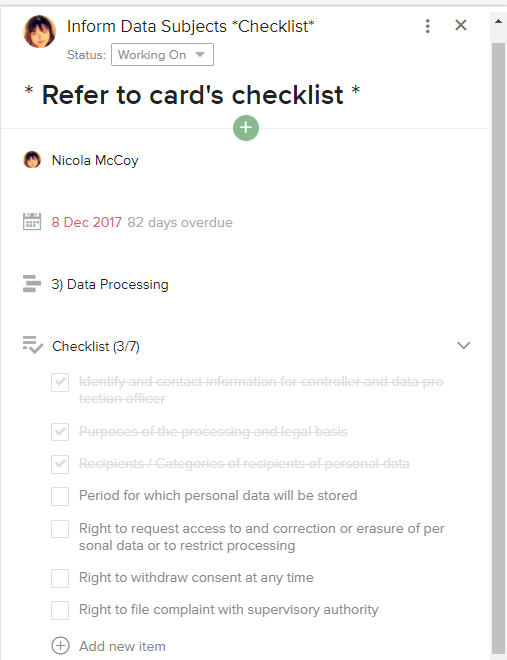 Inform Data Subjects *Checklist*
Status: Working On
* Refer to card's checklist *
Nicola McCoy
8 Dec 2017 82 days overdue
3) Data Processing
Checklist (3/7)
Identify and contact information for controller and data pro
tection officer
Purposes of the processing and legal basis
Recipients / Categories of recipients of personal data
Period for which personal data will be stored
Right to request access to and correction or erasure of per
sonal data or to restrict processing
Right to withdraw consent at any time
Right to file complaint with supervisory authority
Add new item